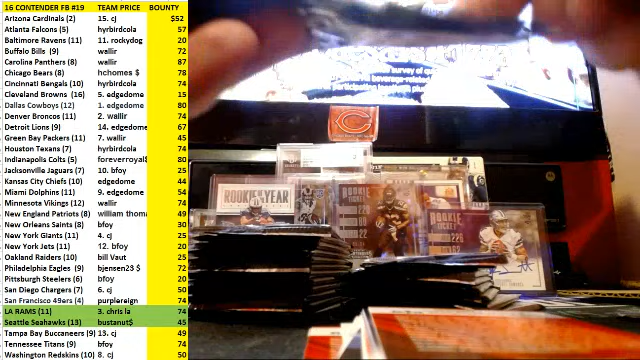 16 CONTENDER FB #19 TEAM PRICE BOUNTY
Arizona Cardinals (2) 15. cj $52
Atlanta Falcons (5) hyrbirdcola 57
Baltimore Ravens (11) 11. rockydog 20
Buffalo Bills (9) wallir 72
Carolina Panthers (8) wallir 87
Chicago Bears (8) hchomes $ 78
Cincinnati Bengals (10) hyrbirdcola 74
Cleveland Browns (16) 5. edgedome 15
Dallas Cowboys (12) 1. edgedome 80
Denver Broncos (11) 2. wallir 74
Detroit Lions (9) 14. edgedome 67
Green Bay Packers (11) 7. wallir 45
Houston Texans (7) hyrbirdcola 74
Indianapolis Colts (5) foreverroyal$ 80
Jacksonville Jaguars (7) 10. bfoy 25
Kansas City Chiefs (10) edgedome 44
Miami Dolphins (11) 9. edgedome 54
Minnesota Vikings (12) wallir 74
New England Patriots (8) william thoma 49
New Orleans Saints (8) bfoy 30
New York Giants (11) 4. cj 25
New York Jets (11) 12. bfoy 20
Oakland Raiders (10) bill Vaut 25
Philadelphia Eagles (9) bjensen23 $ 72
Pittsburgh Steelers (2) bfoy 20
San Diego Chargers (7) 6. cj 50
San Francisco 49ers (4) purplereign 74
LA RAMS (11) 3. chris la 74
Seattle Seahawks (13) bustanut$ 45
Tampa Bay Buccaneers (9) 13. cj 49
Tennessee Titans (9) bfoy 74
Washington Redskins (10) 8. cj 50
survey of
ROOKIE OF THE YEAR
ROOKIE
TICKET
ROOKIE
TICKET